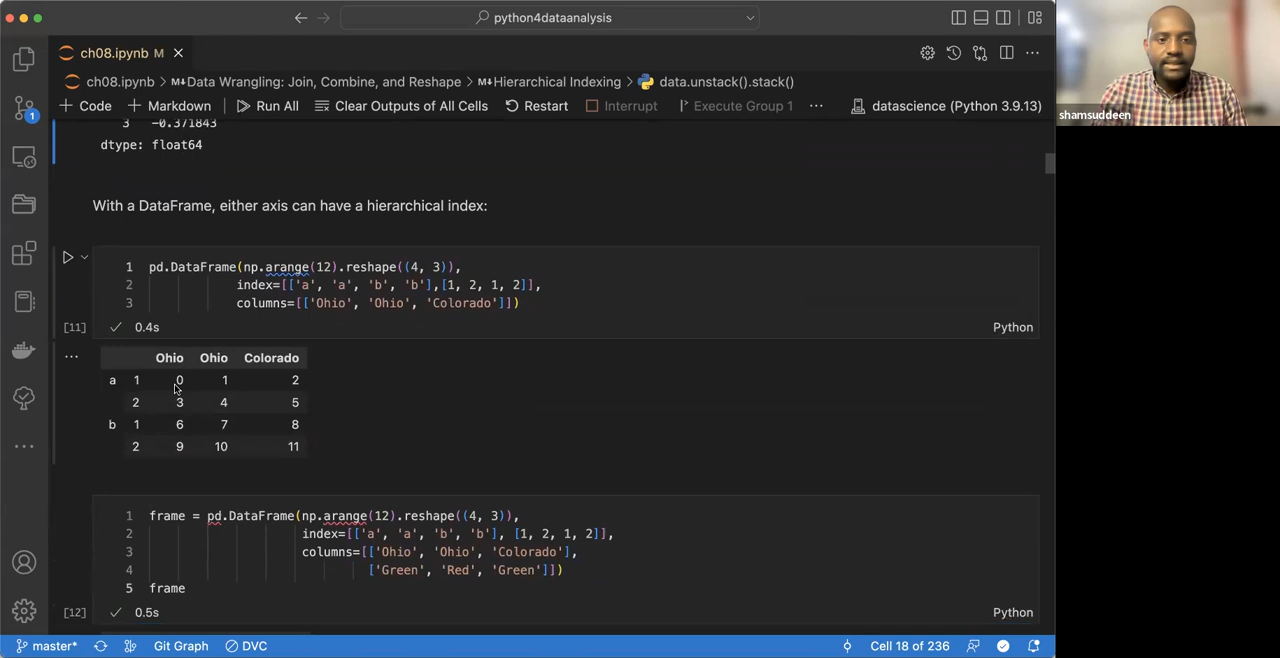 python4dataanalysis
ch08.ipynb M
ch08.ipynb > M↓Data Wrangling: Join, Combine, and Reshape > M↓Hierarchical Indexing > data.unstack().stack()
+ Code + Markdown Run All Clear Outputs of All Cells Restart Interrupt Execute Group 1 ... datascience (Python 3.9.13)
shamsuddeen
1
3 -0.371843
dtype: float64
With a DataFrame, either axis can have a hierarchical index:
1 pd.DataFrame(np.arange(12).reshape((4, 3)),
2 index=[['a', 'a', 'b', 'b'],[1, 2, 1, 2]],
3 columns=[['Ohio', 'Ohio', 'Colorado']])
[11] ✓ 0.4s Python
... Ohio Ohio Colorado
a 1 0 1 2
2 3 4 5
b 1 6 7 8
2 9 10 11
1 frame = pd.DataFrame(np.arange(12).reshape((4, 3)),
2 index=[['a', 'a', 'b', 'b'], [1, 2, 1, 2]],
3 columns=[['Ohio', 'Ohio', 'Colorado'],
4 ['Green', 'Red', 'Green']])
5 frame
[12] ✓ 0.5s Python
master* Git Graph DVC Cell 18 of 236